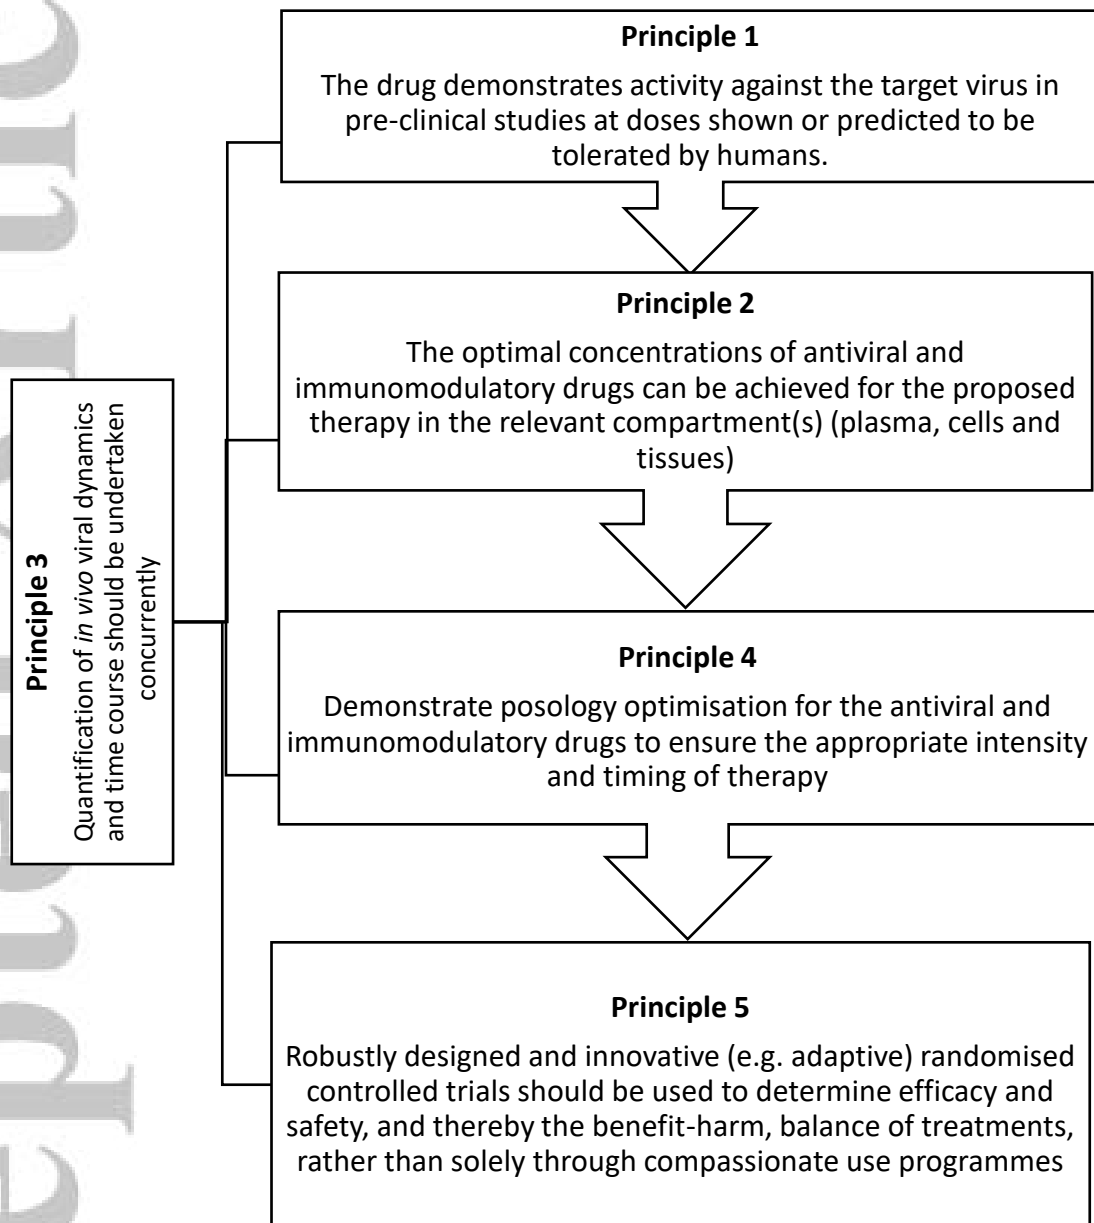 Principle 1
The drug demonstrates activity against the target virus in
pre-clinical studies at doses shown or predicted to be
tolerated by humans.
Principle 2
The optimal concentrations of antiviral and
immunomodulatory drugs can be achieved for the proposed
therapy in the relevant compartment(s) (plasma, cells and
tissues)
Principle 3
Quantification of in vivo viral dynamics
and time course should be undertaken
concurrently
Principle 4
Demonstrate posology optimisation for the antiviral and
immunomodulatory drugs to ensure the appropriate intensity
and timing of therapy
Principle 5
Robustly designed and innovative (e.g. adaptive) randomised
controlled trials should be used to determine efficacy and
safety, and thereby the benefit-harm, balance of treatments,
rather than solely through compassionate use programmes